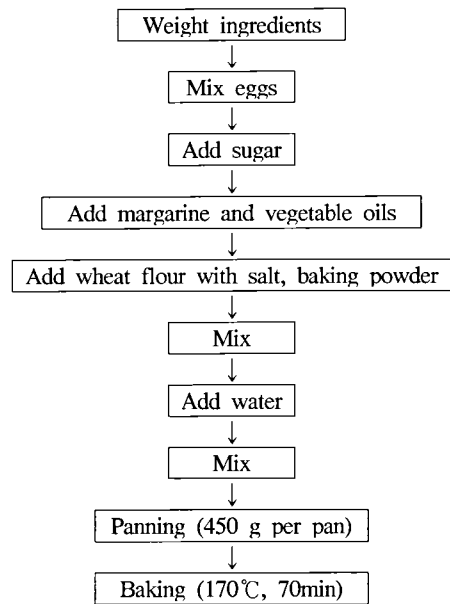 Weight ingredients
Mix eggs
Add sugar
Add margarine and vegetable oils
Add wheat flour with salt, baking powder
Mix
Add water
Mix
Panning (450 g per pan)
Baking (170℃, 70min)